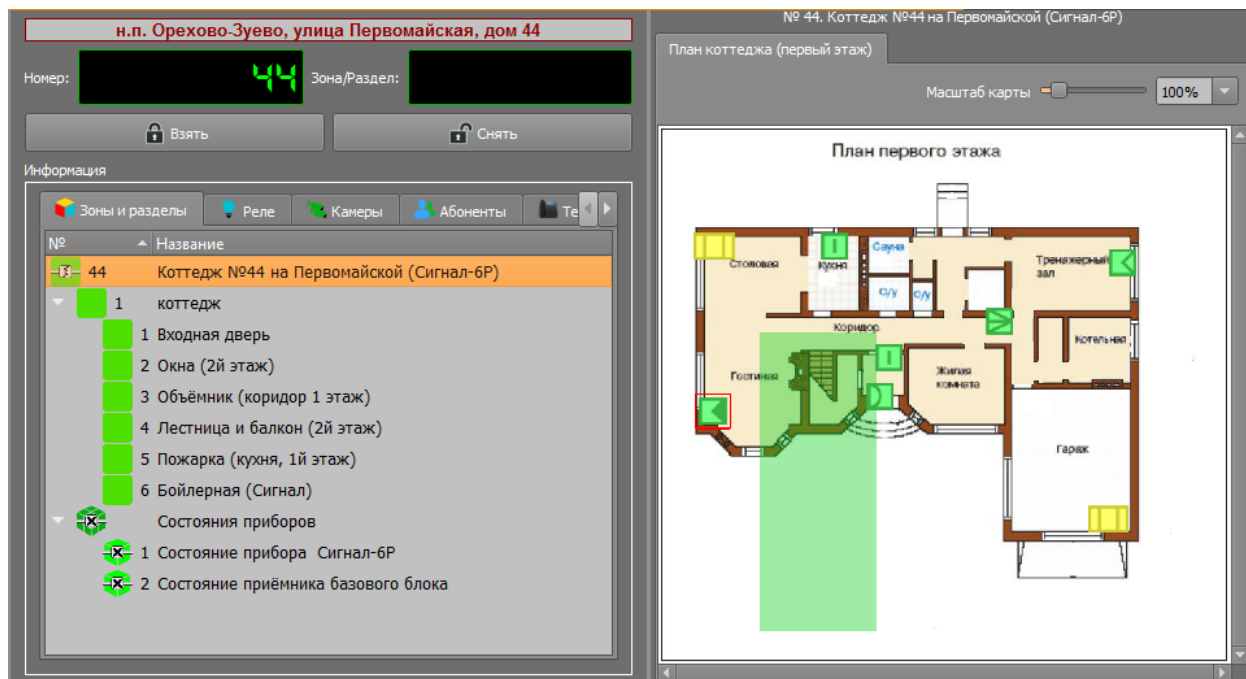 н.п. Орехово-Зуево, улица Первомайская, дом 44
Номер: 44 Зона/Раздел:
Взять Снять
Информация
Зоны и разделы Реле Камеры Абоненты Те
№ Название
44 Коттедж №44 на Первомайской (Сигнал-6Р)
1 коттедж
1 Входная дверь
2 Окна (2й этаж)
3 Объёмник (коридор 1 этаж)
4 Лестница и балкон (2й этаж)
5 Пожарка (кухня, 1й этаж)
6 Бойлерная (Сигнал)
Состояния приборов
1 Состояние прибора Сигнал-6Р
2 Состояние приёмника базового блока
№ 44. Коттедж №44 на Первомайской (Сигнал-6Р)
План коттеджа (первый этаж)
Масштаб карты 100%
План первого этажа
Столовая Кухня Сауна Тренажерный
зал
С/у С/у
Коридор Котельная
Гостиная Жилая
комната
Гараж